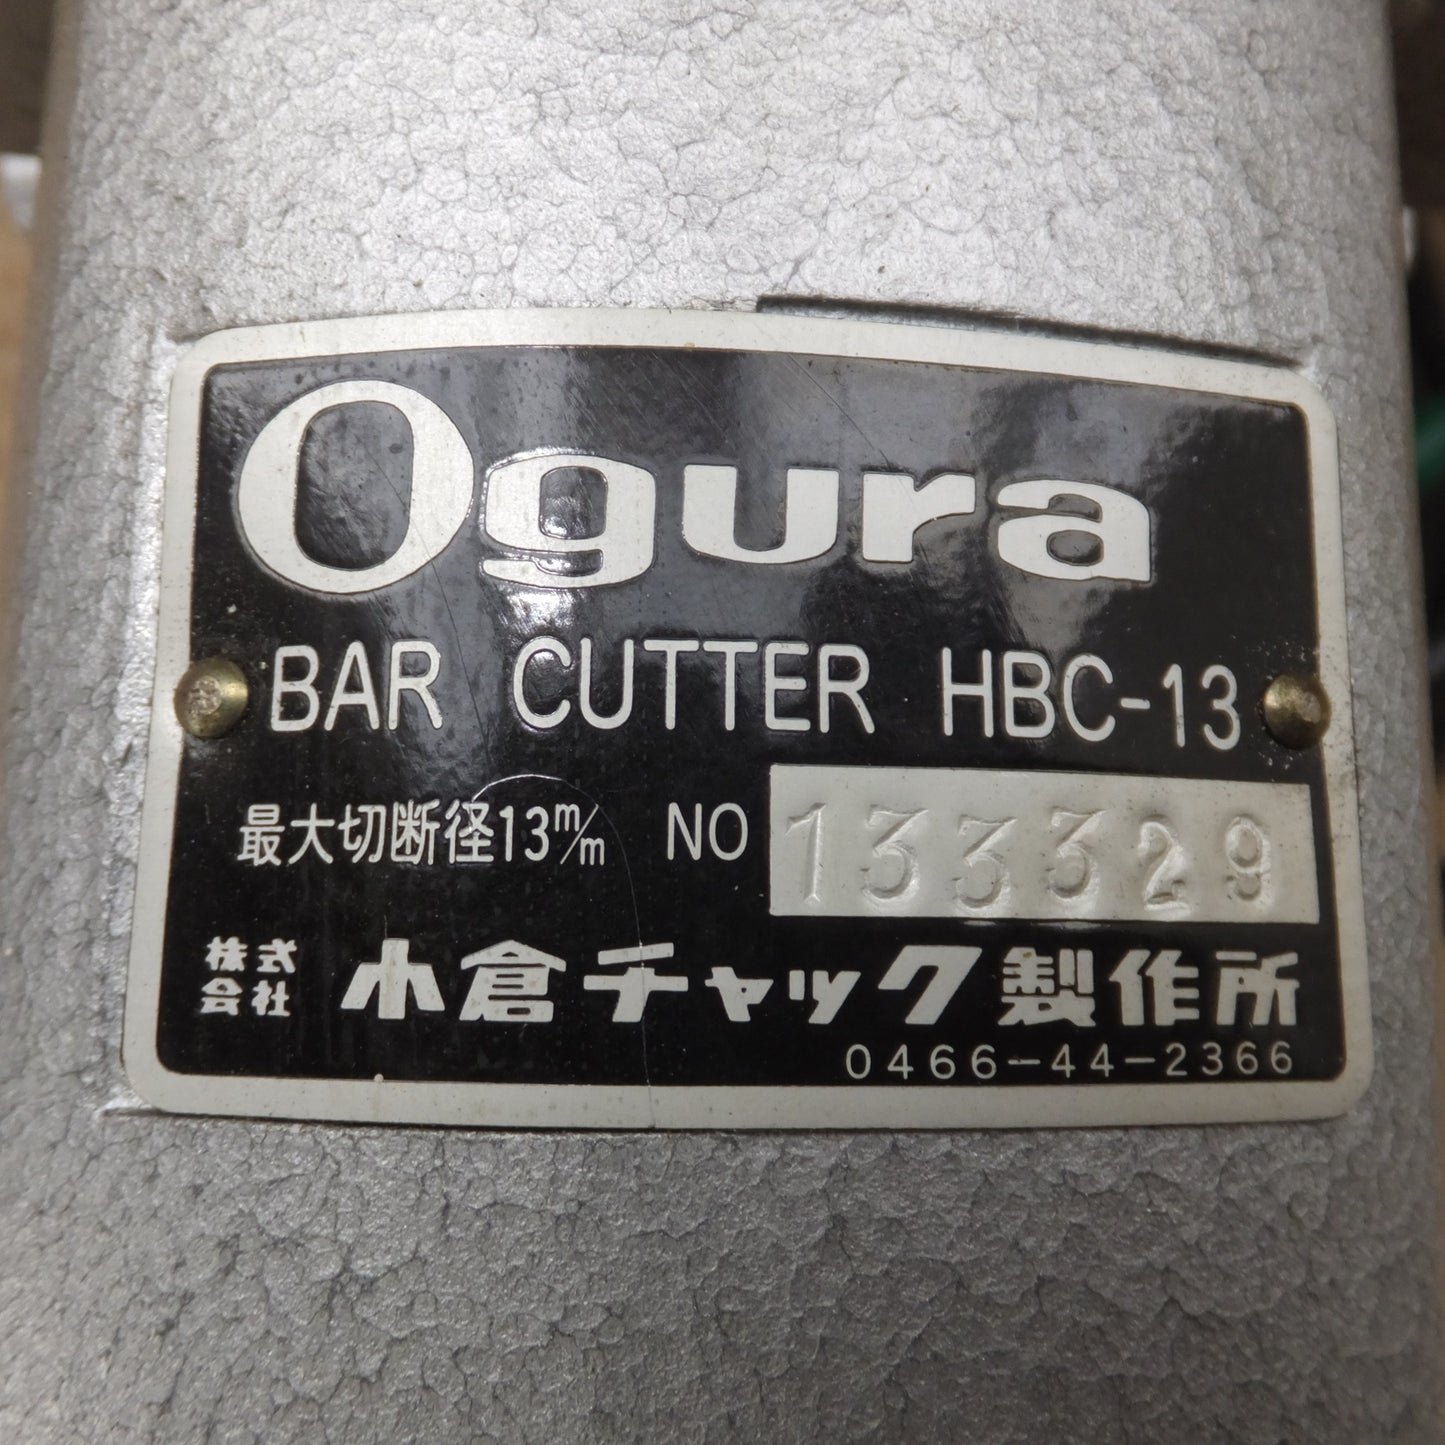 Ogura
BAR CUTTER HBC-13
最大切断径13m/m NO 133329
株式会社 小倉チャック製作所
0466-44-2366